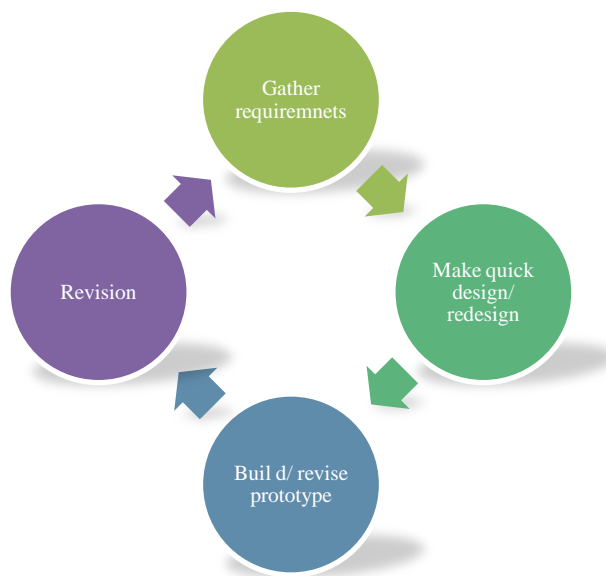 Gather
requiremnets
Make quick
design/
redesign
Buil d/ revise
prototype
Revision